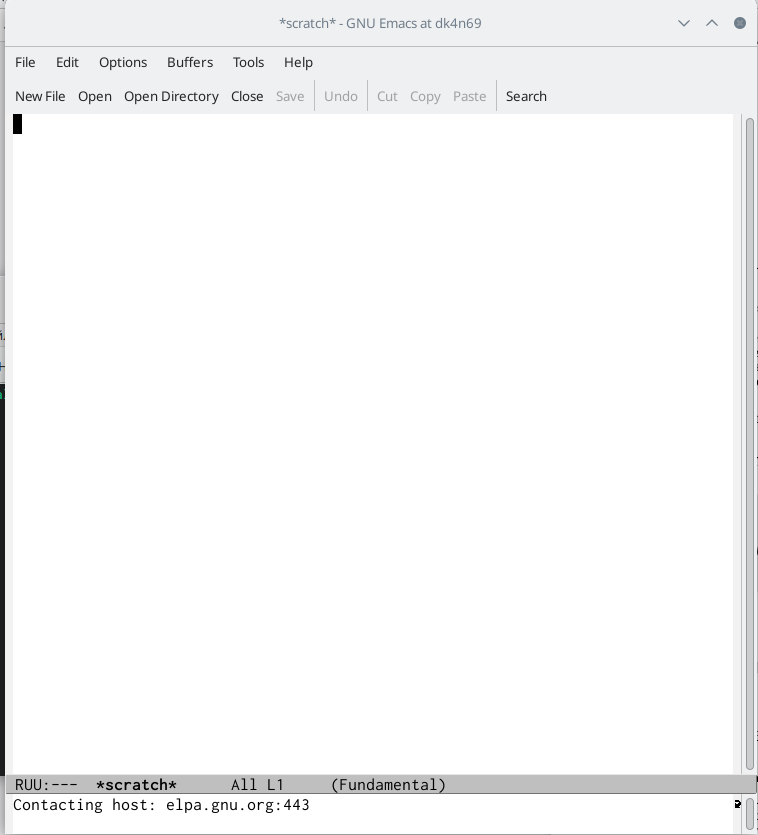 *scratch* - GNU Emacs at dk4n69
File Edit Options Buffers Tools Help
New File Open Open Directory Close Save Undo Cut Copy Paste Search
RUU:--- *scratch* All L1 (Fundamental)
Contacting host: elpa.gnu.org:443